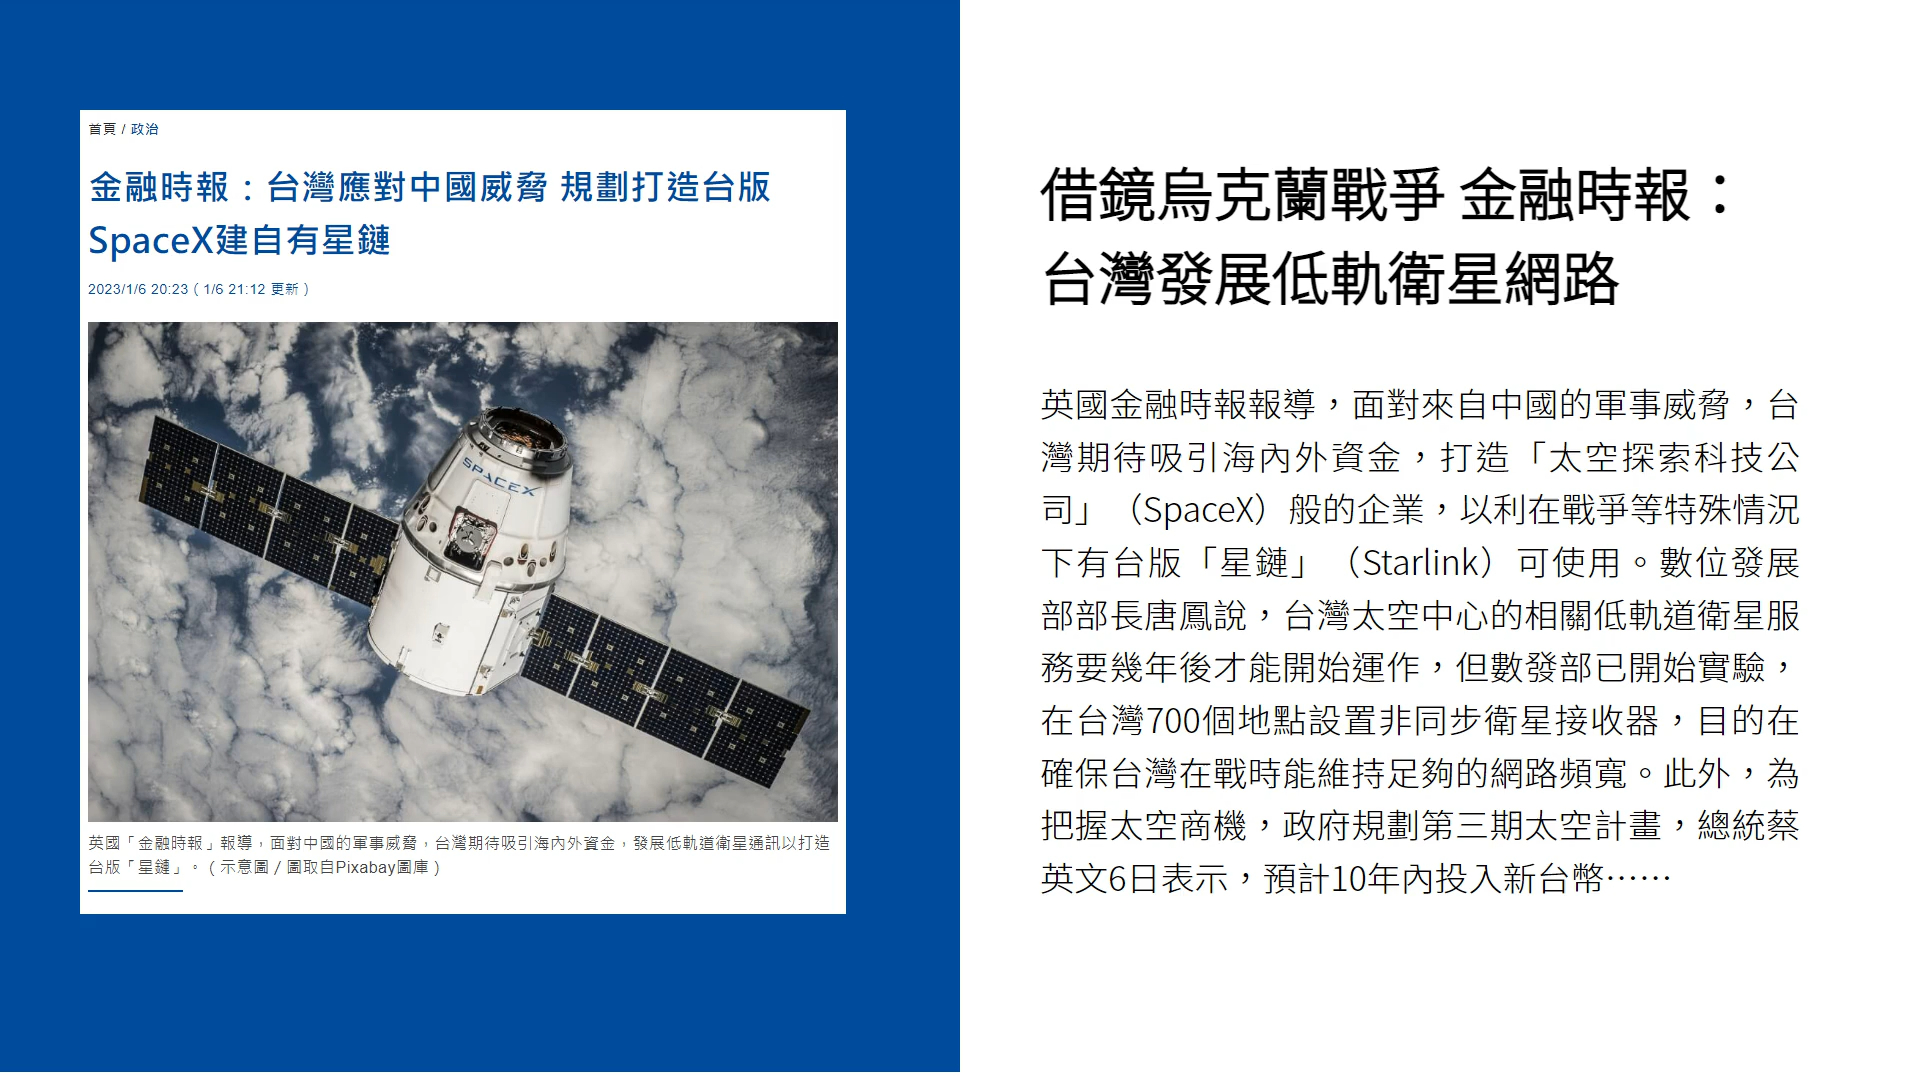 首頁 / 政治
金融時報：台灣應對中國威脅 規劃打造台版
SpaceX建自有星鏈
2023/1/6 20:23（1/6 21:12 更新）
SPACEX
英國「金融時報」報導，面對中國的軍事威脅，台灣期待吸引海內外資金，發展低軌道衛星通訊以打造
台版「星鏈」。（示意圖／圖取自Pixabay圖庫）
借鏡烏克蘭戰爭 金融時報：
台灣發展低軌衛星網路
英國金融時報報導，面對來自中國的軍事威脅，台
灣期待吸引海內外資金，打造「太空探索科技公
司」（SpaceX）般的企業，以利在戰爭等特殊情況
下有台版「星鏈」（Starlink）可使用。數位發展
部部長唐鳳說，台灣太空中心的相關低軌道衛星服
務要幾年後才能開始運作，但數發部已開始實驗，
在台灣700個地點設置非同步衛星接收器，目的在
確保台灣在戰時能維持足夠的網路頻寬。此外，為
把握太空商機，政府規劃第三期太空計畫，總統蔡
英文6日表示，預計10年內投入新台幣⋯⋯